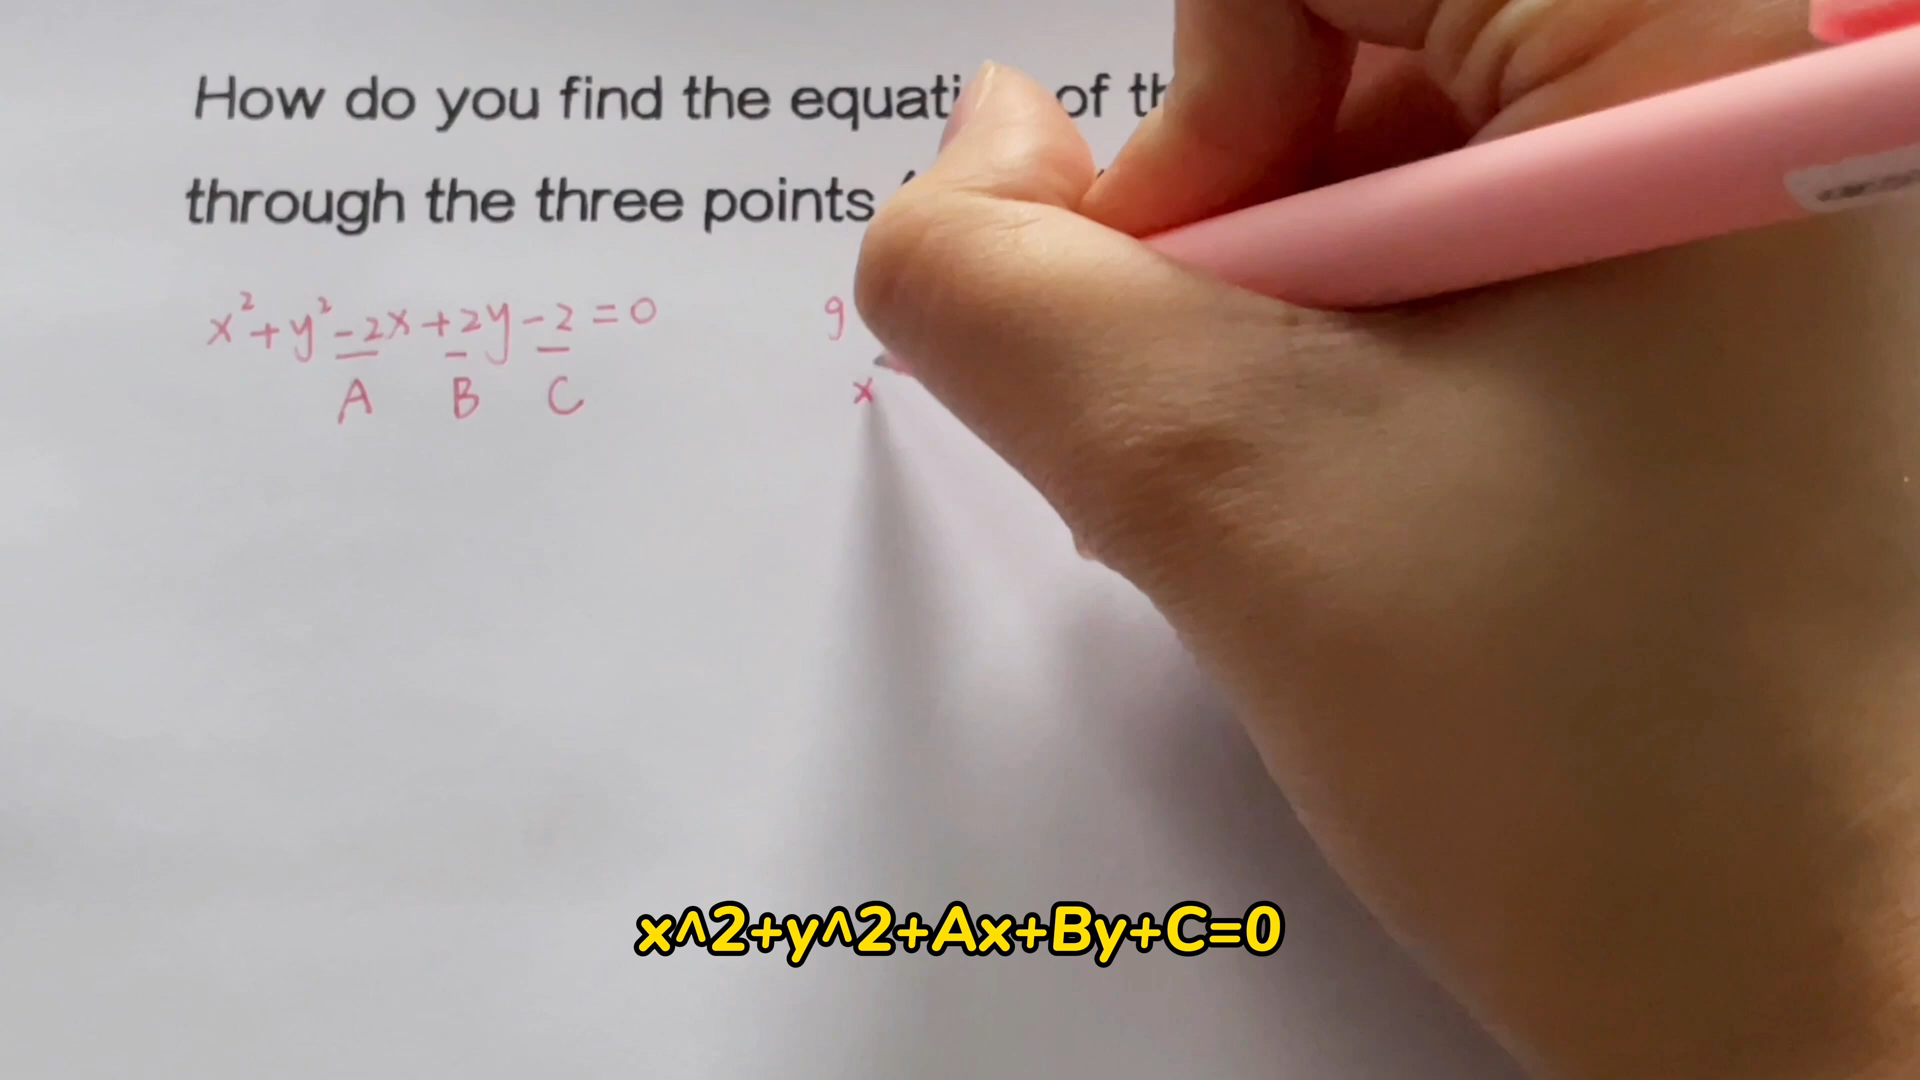 How do you find the equati of th
through the three points
x²+y²-2x+2y-2=0 g
A B C x
x^2+y^2+Ax+By+C=0